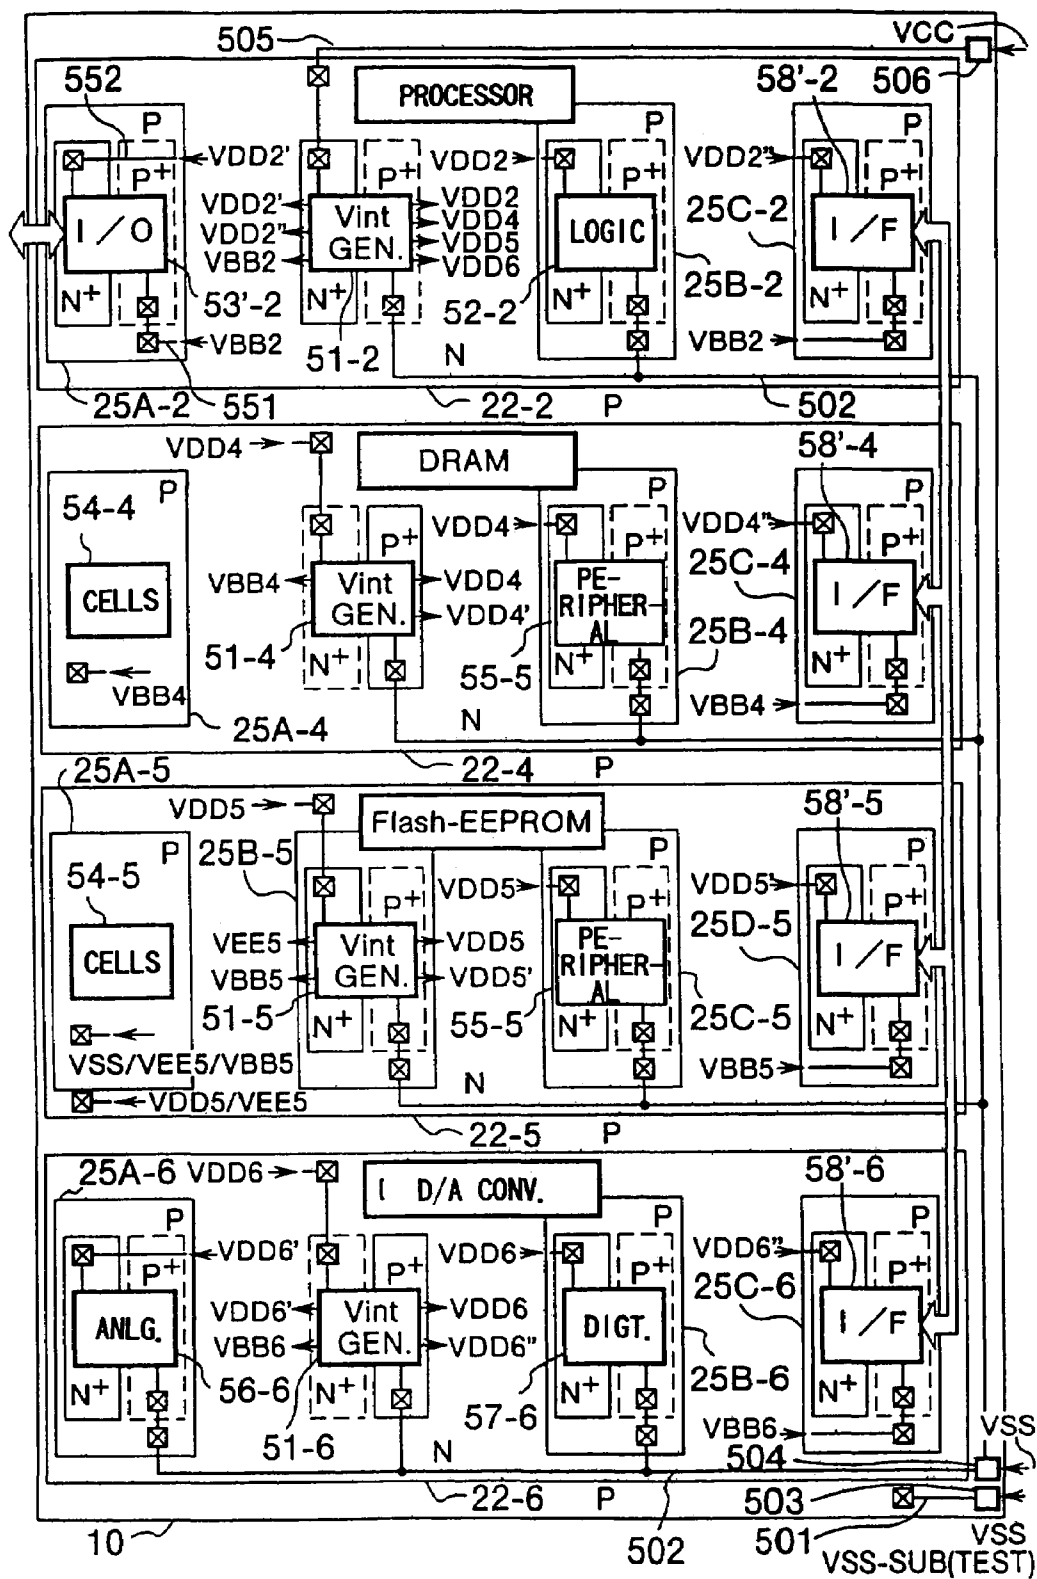 505
VCC
506
552
PROCESSOR
58'-2
P
P
P
VDD2'
P+
VDD2
VDD2"
P+
P+
P+
VDD2'
VDD2"
VBB2
Vint
GEN.
VDD2
VDD4
VDD5
VDD6
I/O
LOGIC
25C-2
I/F
N+
53'-2
N+
52-2
N+
25B-2
N+
VBB2
51-2
N
VBB2
25A-2
551
22-2
P
502
VDD4
DRAM
58'-4
P
P
P
54-4
VDD4
VDD4"
P+
P+
P+
25C-4
CELLS
VBB4
Vint
GEN.
VDD4
VDD4'
PE-
RIPHER-
AL
I/F
51-4
N+
55-5
N+
25B-4
N+
VBB4
25A-4
N
VBB4
25A-5
22-4
P
VDD5
Flash-EEPROM
58'-5
P
25B-5
P
P
54-5
VDD5
VDD5'
P+
P+
P+
25D-5
CELLS
VEE5
VBB5
Vint
GEN.
VDD5
VDD5'
PE-
RIPHER-
AL
I/F
51-5
N+
55-5
N+
25C-5
N+
VSS/VEE5/VBB5
N
VBB5
VDD5/VEE5
22-5
P
25A-6
VDD6
D/A CONV.
58'-6
P
P
P
VDD6'
VDD6
VDD6"
P+
P+
P+
P+
25C-6
ANLG.
VDD6'
VBB6
Vint
GEN.
VDD6
VDD6"
DIGT.
I/F
N+
56-6
N+
57-6
N+
25B-6
N+
51-6
N
VBB6
VSS
504
22-6
P
503
10
502
501
VSS
VSS-SUB(TEST)